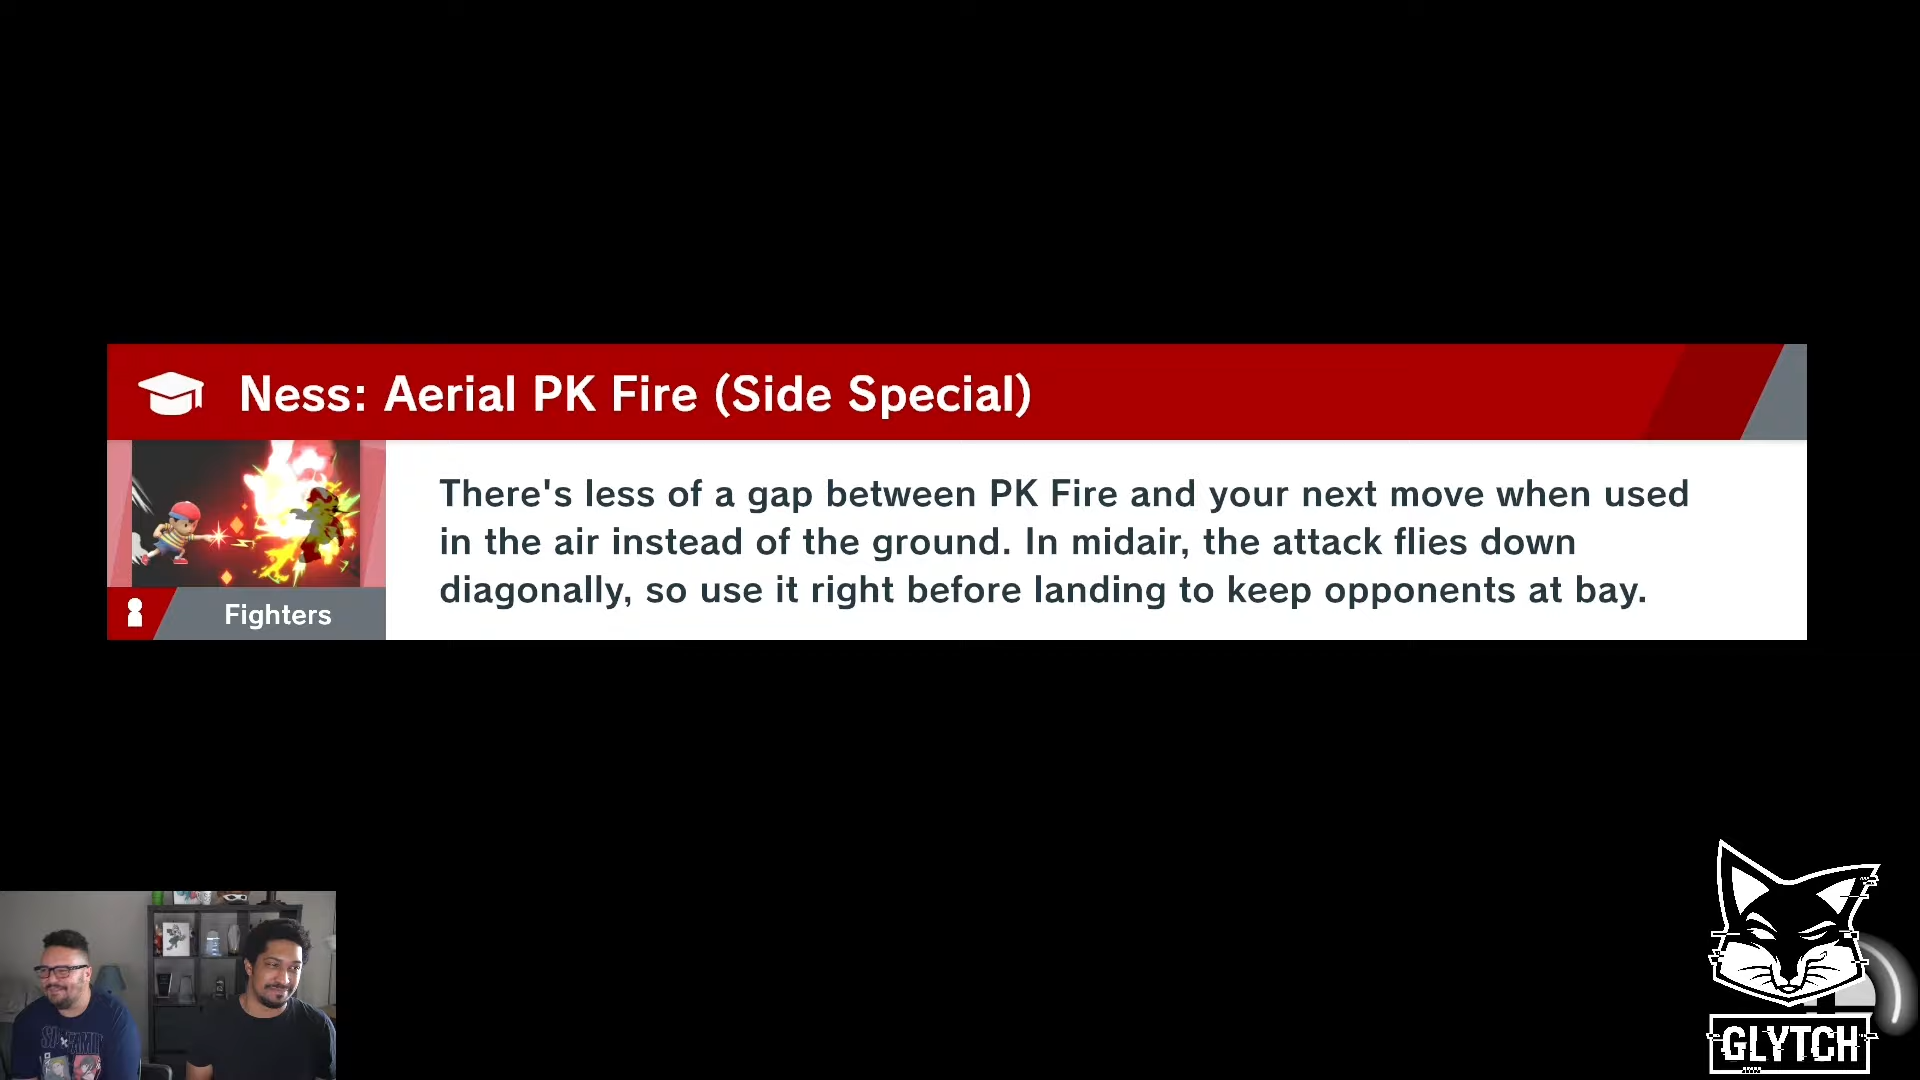 Ness: Aerial PK Fire (Side Special)
There's less of a gap between PK Fire and your next move when used
in the air instead of the ground. In midair, the attack flies down
diagonally, so use it right before landing to keep opponents at bay.
Fighters
GLYTCH